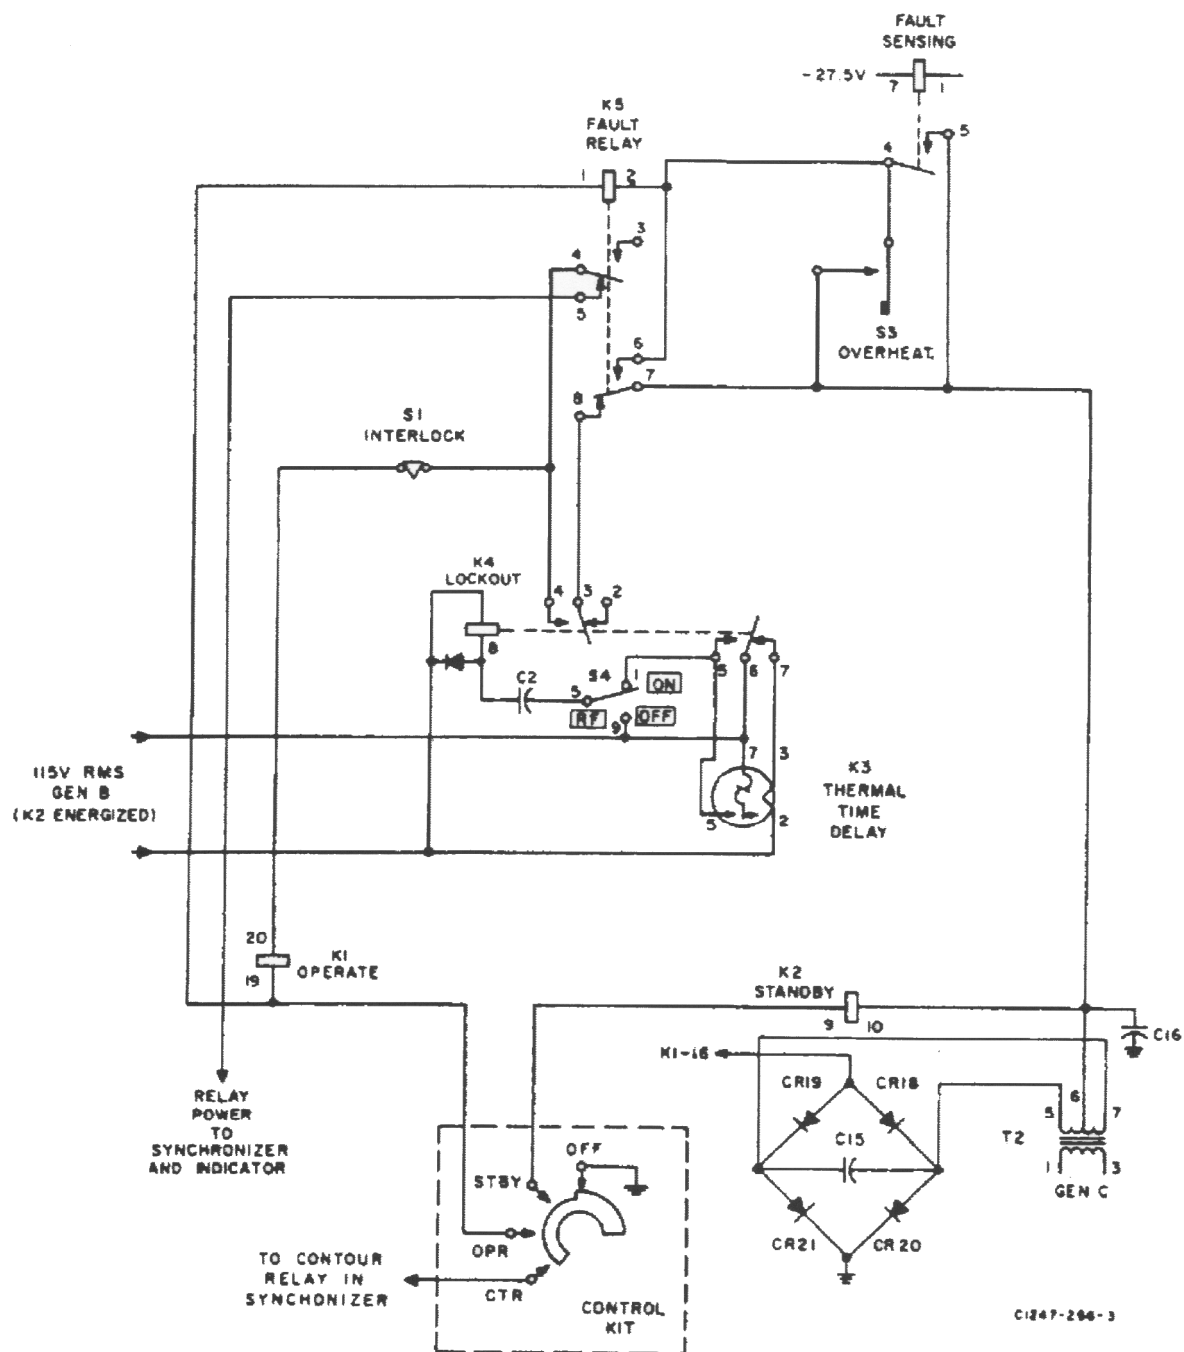 FAULT
SENSING
-27.5V
7
1
K5
FAULT
RELAY
1
2
5
4
3
4
5
S3
OVERHEAT.
6
7
8
S1
INTERLOCK
K4
LOCKOUT
4
3
2
8
C2
S4
1
ON
5
RF
OFF
9
5
6
7
115V RMS
GEN B
(K2 ENERGIZED)
7
3
5
2
K3
THERMAL
TIME
DELAY
20
19
K1
OPERATE
K2
STANDBY
9
10
C16
K1-16
CR19
CR18
C15
CR21
CR20
5
6
7
T2
1
3
GEN C
RELAY
POWER
TO
SYNCHRONIZER
AND INDICATOR
OFF
STBY
OPR
CTR
TO CONTOUR
RELAY IN
SYNCHONIZER
CONTROL
KIT
C1247-296-3